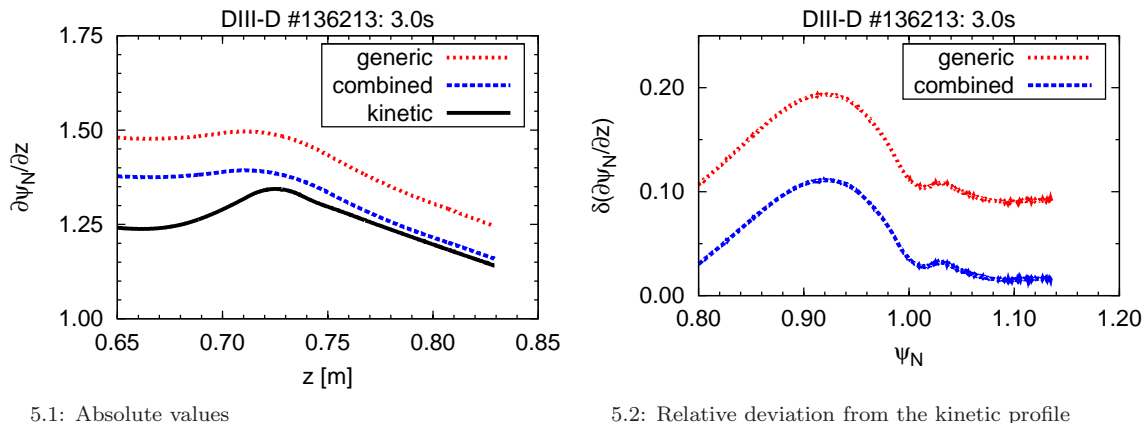 DIII-D #136213: 3.0s
1.75
1.50
1.25
1.00
∂ψN/∂z
generic
combined
kinetic
0.65 0.70 0.75 0.80 0.85
z [m]
5.1: Absolute values
DIII-D #136213: 3.0s
0.20
0.10
0.00
δ(∂ψN/∂z)
generic
combined
0.80 0.90 1.00 1.10 1.20
ψN
5.2: Relative deviation from the kinetic profile